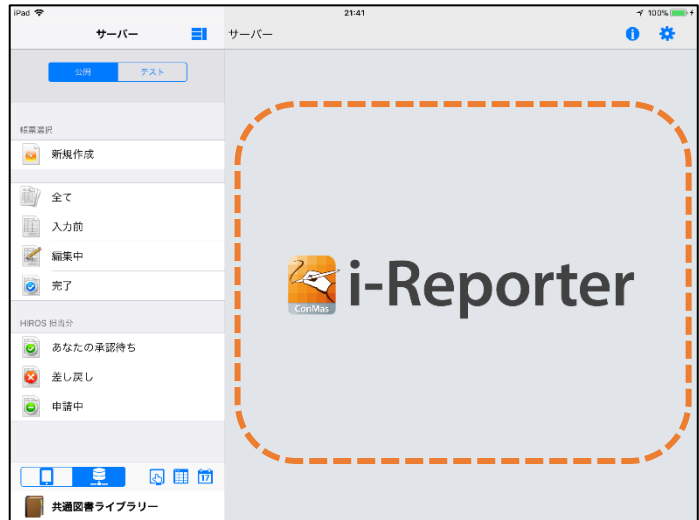 iPad 21:41 100%
サーバー サーバー
公開 テスト
帳票選択
新規作成
全て
入力前
編集中
完了
HIROS 担当分
あなたの承認待ち
差し戻し
申請中
17
共通図書ライブラリー
ConMas
i-Reporter